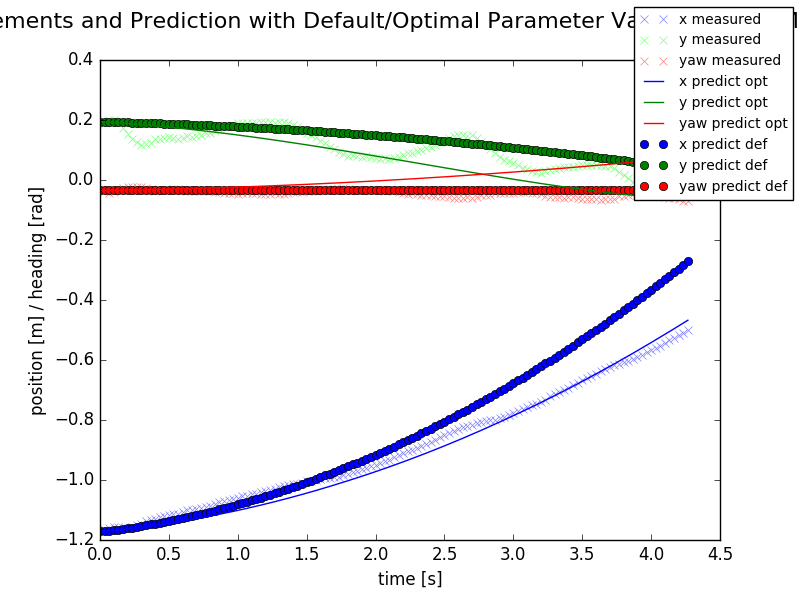 ements and Prediction with Default/Optimal Parameter Va
x measured
y measured
yaw measured
x predict opt
y predict opt
yaw predict opt
x predict def
y predict def
yaw predict def
0.4
0.2
0.0
−0.2
−0.4
−0.6
−0.8
−1.0
−1.2
position [m] / heading [rad]
0.0 0.5 1.0 1.5 2.0 2.5 3.0 3.5 4.0 4.5
time [s]